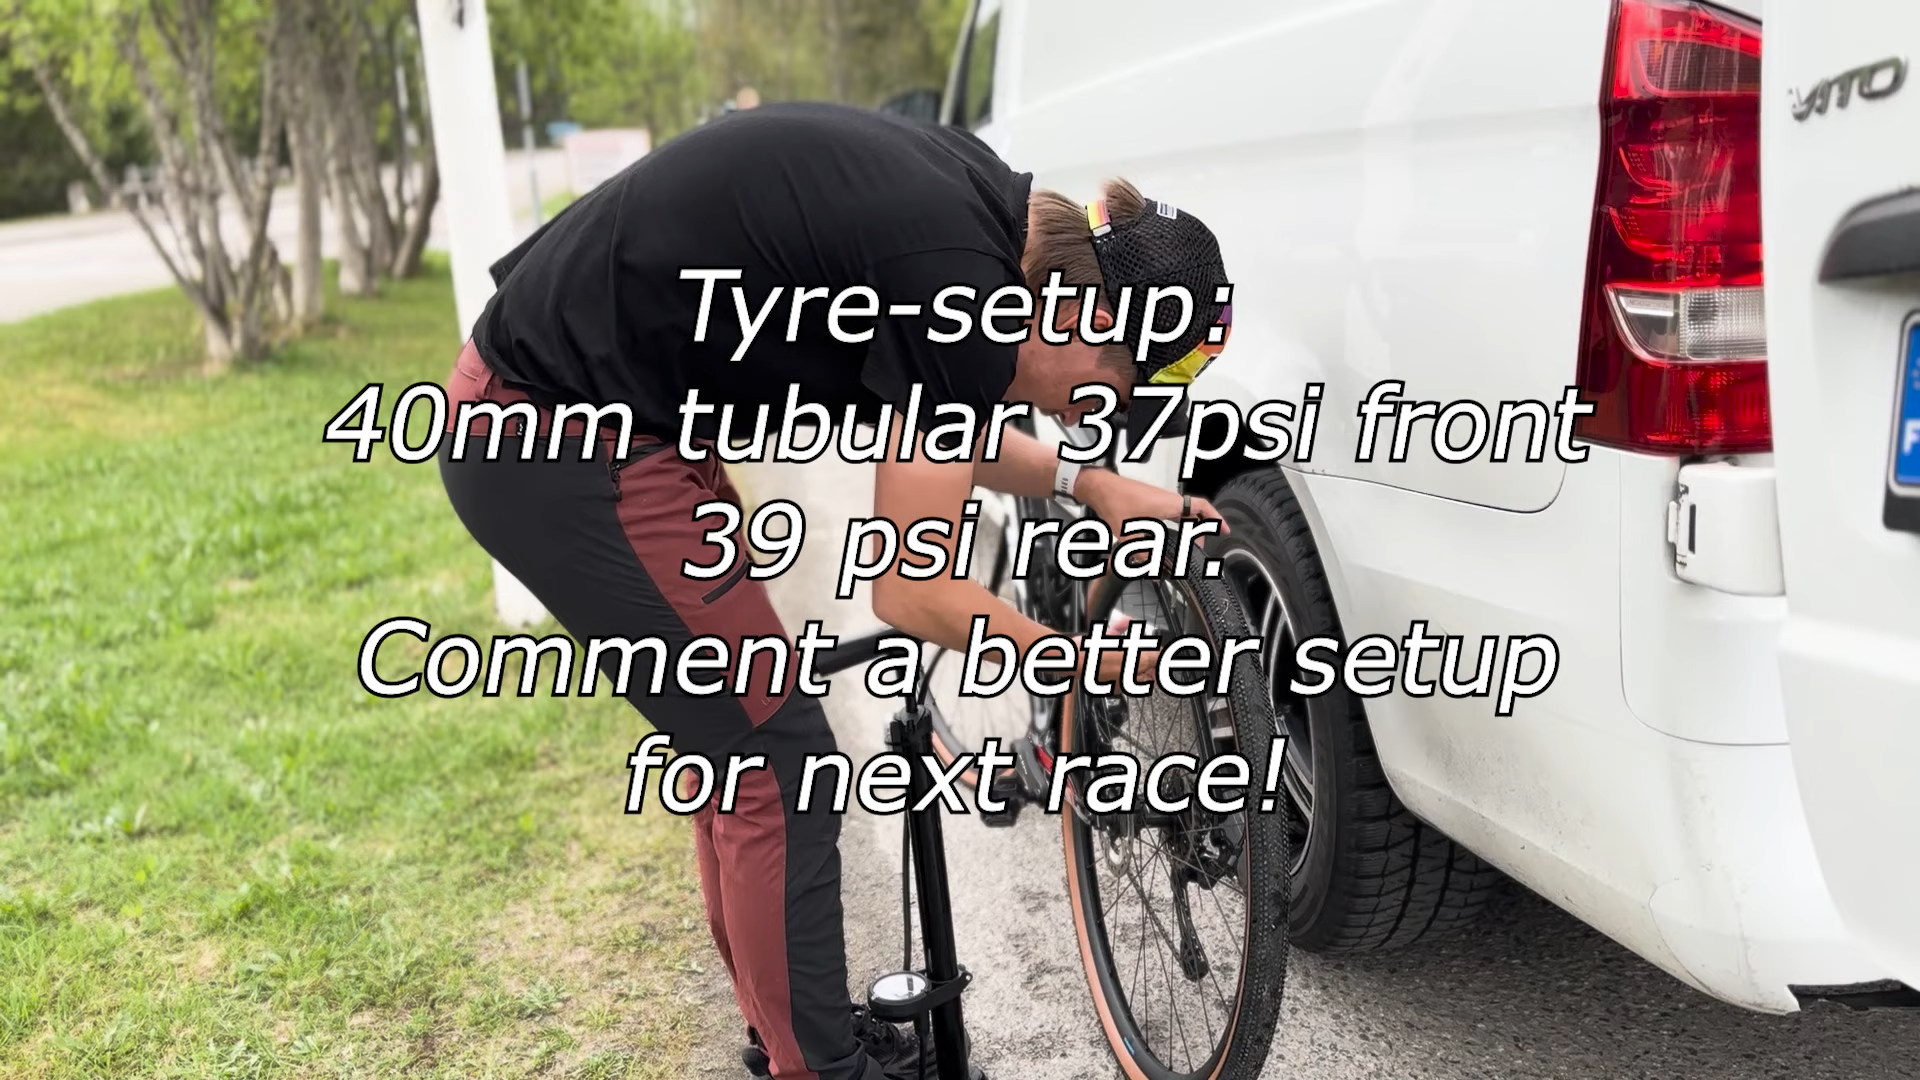 Tyre-setup:
40mm tubular 37psi front
39 psi rear.
Comment a better setup
for next race!
VITO